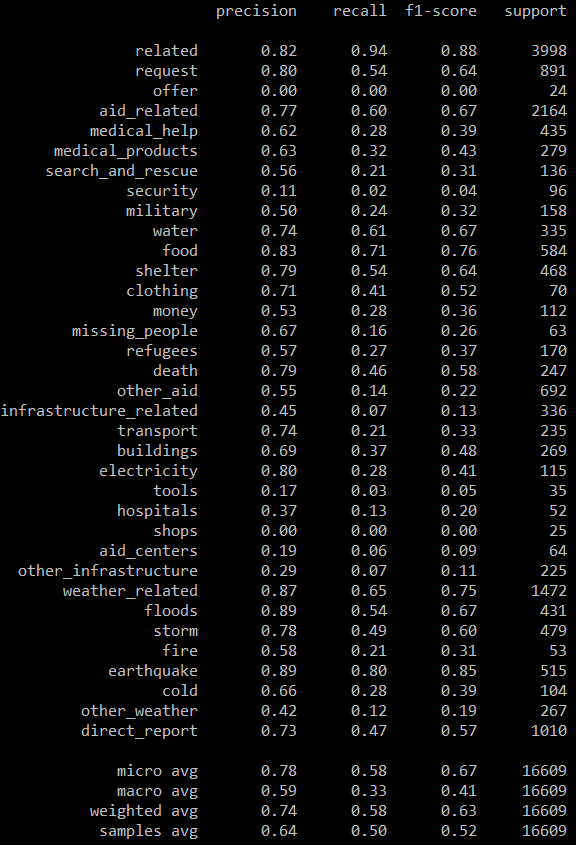 precision recall f1-score support
related 0.82 0.94 0.88 3998
request 0.80 0.54 0.64 891
offer 0.00 0.00 0.00 24
aid_related 0.77 0.60 0.67 2164
medical_help 0.62 0.28 0.39 435
medical_products 0.63 0.32 0.43 279
search_and_rescue 0.56 0.21 0.31 136
security 0.11 0.02 0.04 96
military 0.50 0.24 0.32 158
water 0.74 0.61 0.67 335
food 0.83 0.71 0.76 584
shelter 0.79 0.54 0.64 468
clothing 0.71 0.41 0.52 70
money 0.53 0.28 0.36 112
missing_people 0.67 0.16 0.26 63
refugees 0.57 0.27 0.37 170
death 0.79 0.46 0.58 247
other_aid 0.55 0.14 0.22 692
infrastructure_related 0.45 0.07 0.13 336
transport 0.74 0.21 0.33 235
buildings 0.69 0.37 0.48 269
electricity 0.80 0.28 0.41 115
tools 0.17 0.03 0.05 35
hospitals 0.37 0.13 0.20 52
shops 0.00 0.00 0.00 25
aid_centers 0.19 0.06 0.09 64
other_infrastructure 0.29 0.07 0.11 225
weather_related 0.87 0.65 0.75 1472
floods 0.89 0.54 0.67 431
storm 0.78 0.49 0.60 479
fire 0.58 0.21 0.31 53
earthquake 0.89 0.80 0.85 515
cold 0.66 0.28 0.39 104
other_weather 0.42 0.12 0.19 267
direct_report 0.73 0.47 0.57 1010
micro avg 0.78 0.58 0.67 16609
macro avg 0.59 0.33 0.41 16609
weighted avg 0.74 0.58 0.63 16609
samples avg 0.64 0.50 0.52 16609